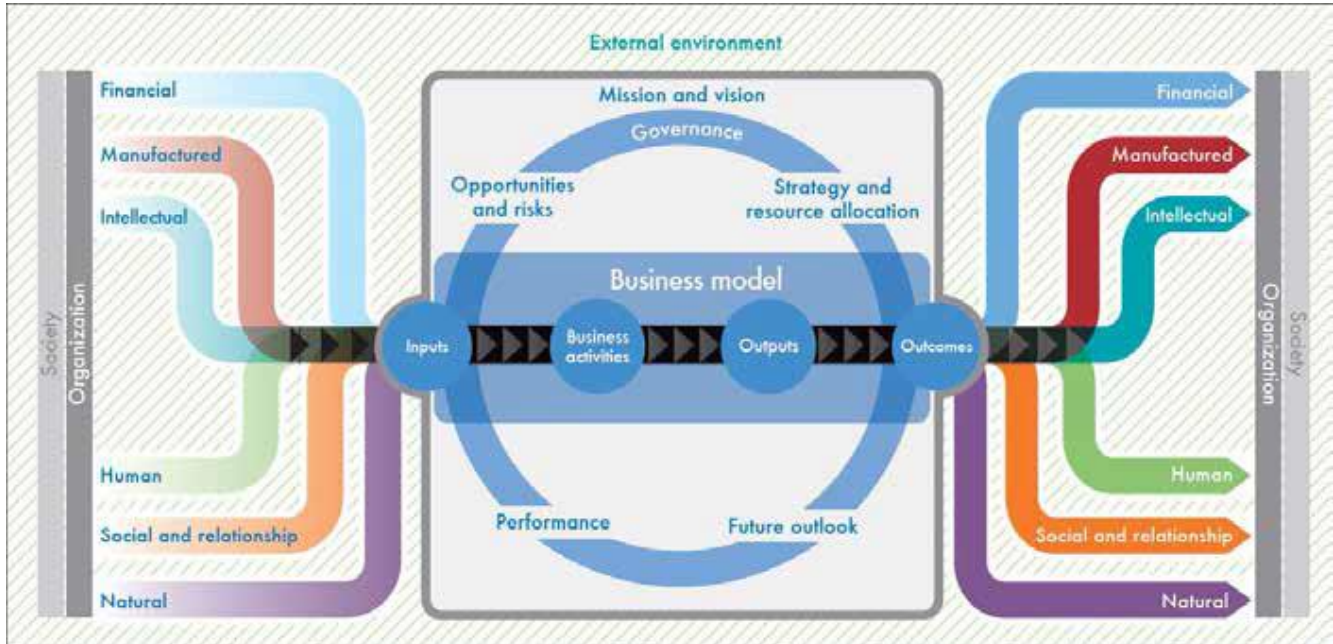 External environment
Society
Organization
Financial
Manufactured
Intellectual
Human
Social and relationship
Natural
Mission and vision
Governance
Opportunities
and risks
Strategy and
resource allocation
Business model
Inputs
Business
activities
Outputs
Outcomes
Performance
Future outlook
Financial
Manufactured
Intellectual
Human
Social and relationship
Natural
Organization
Society